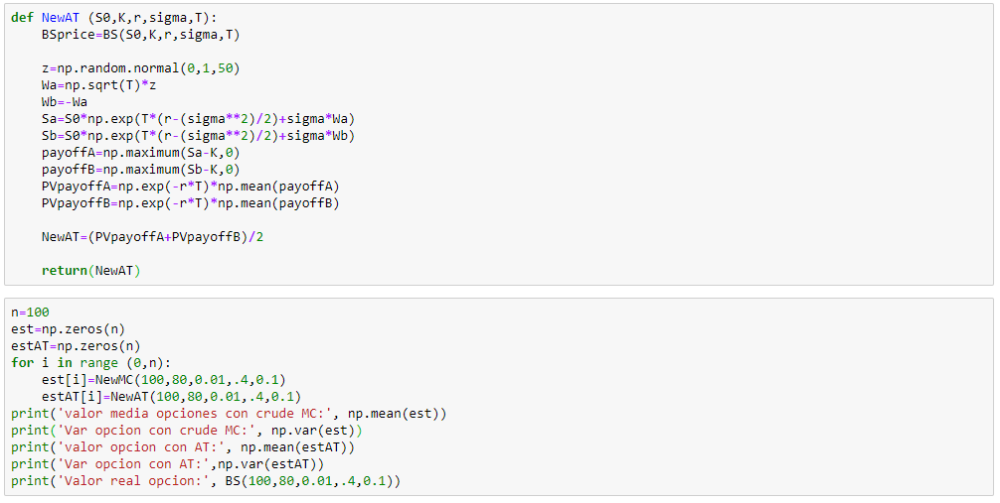 def NewAT (S0,K,r,sigma,T):
    BSprice=BS(S0,K,r,sigma,T)

    z=np.random.normal(0,1,50)
    Wa=np.sqrt(T)*z
    Wb=-Wa
    Sa=S0*np.exp(T*(r-(sigma**2)/2)+sigma*Wa)
    Sb=S0*np.exp(T*(r-(sigma**2)/2)+sigma*Wb)
    payoffA=np.maximum(Sa-K,0)
    payoffB=np.maximum(Sb-K,0)
    PVpayoffA=np.exp(-r*T)*np.mean(payoffA)
    PVpayoffB=np.exp(-r*T)*np.mean(payoffB)

    NewAT=(PVpayoffA+PVpayoffB)/2

    return(NewAT)

n=100
est=np.zeros(n)
estAT=np.zeros(n)
for i in range (0,n):
    est[i]=NewMC(100,80,0.01,.4,0.1)
    estAT[i]=NewAT(100,80,0.01,.4,0.1)
print('valor media opciones con crude MC:', np.mean(est))
print('Var opcion con crude MC:', np.var(est))
print('valor opcion con AT:', np.mean(estAT))
print('Var opcion con AT:',np.var(estAT))
print('Valor real opcion:', BS(100,80,0.01,.4,0.1))